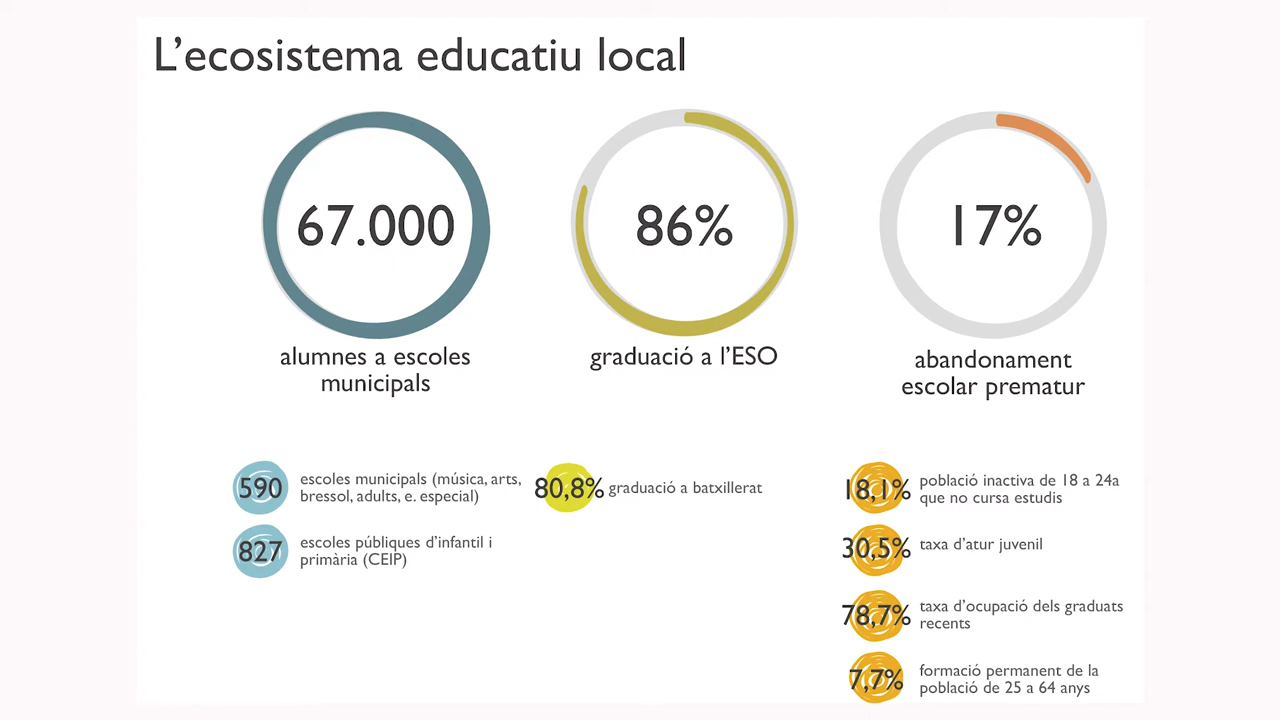 L'ecosistema educatiu local
67.000
alumnes a escoles
municipals
86%
graduació a l'ESO
17%
abandonament
escolar prematur
590
escoles municipals (música, arts,
bressol, adults, e. especial)
827
escoles públiques d'infantil i
primària (CEIP)
80,8%
graduació a batxillerat
18,1%
població inactiva de 18 a 24a
que no cursa estudis
30,5%
taxa d'atur juvenil
78,7%
taxa d'ocupació dels graduats
recents
7,7%
formació permanent de la
població de 25 a 64 anys